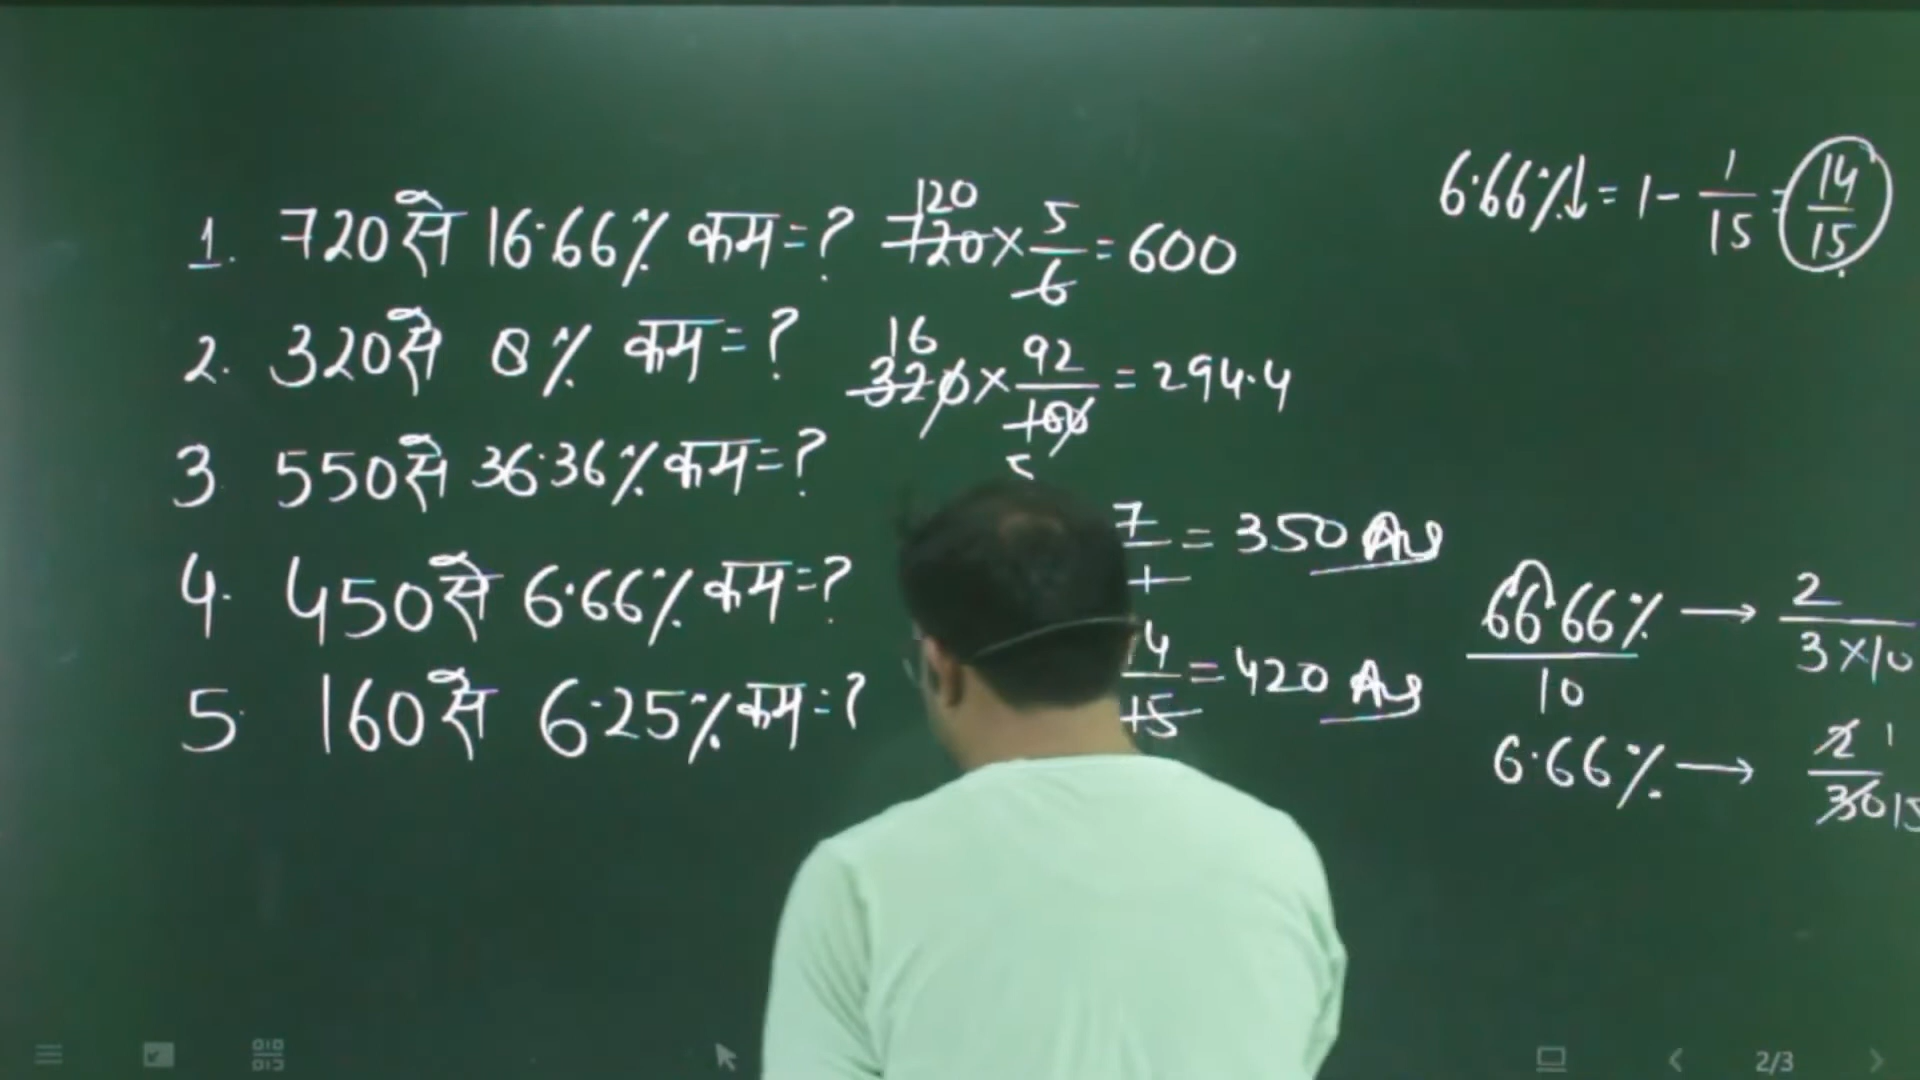 1. 720 से 16.66% कम = ? 720 120 × 5/6 = 600
2. 320 से 8% कम = ? 320 16 × 92/100 5 = 294.4
3. 550 से 36.36% कम = ? 7 = 350 Ans
4. 450 से 6.66% कम = ? 14/15 = 420 Ans
5. 160 से 6.25% कम = ?
6.66%↓ = 1 - 1/15 = 14/15
66.66%/10 → 2/3×10
6.66% → 2/30 1 15
2/3